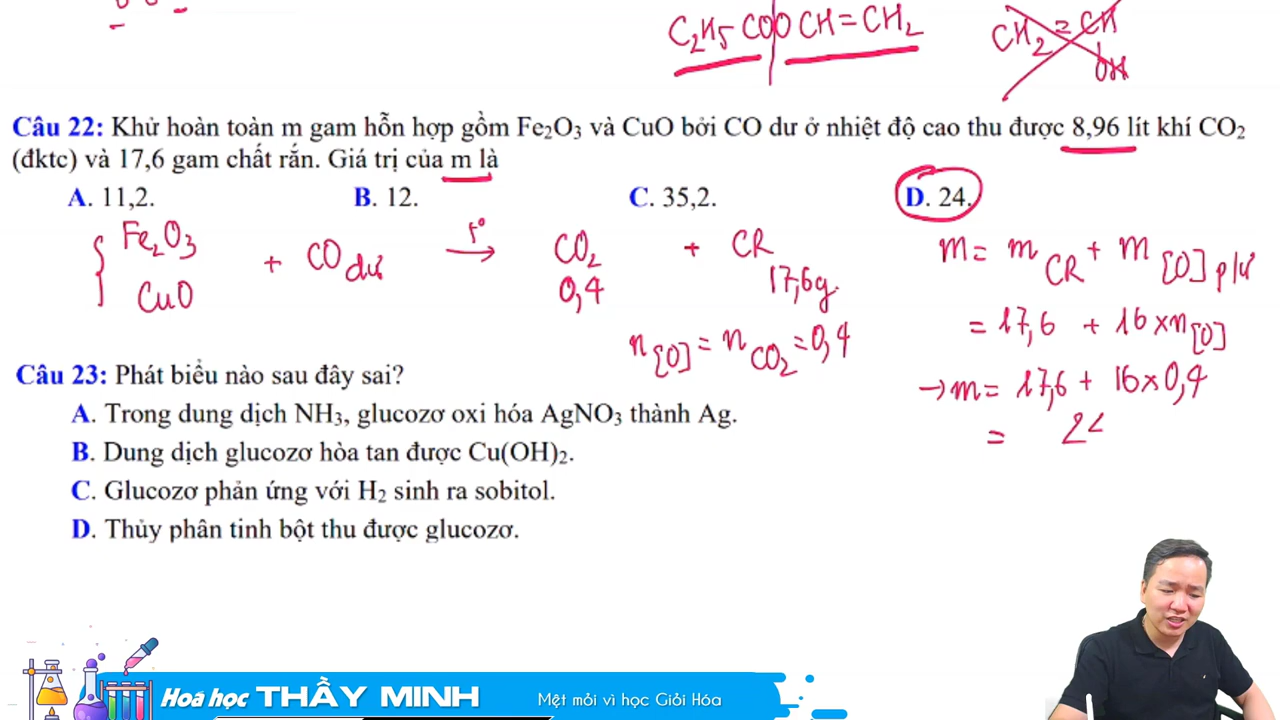 C₂H₅COOCH=CH₂
CH₂=CH
OH
Câu 22: Khử hoàn toàn m gam hỗn hợp gồm Fe₂O₃ và CuO bởi CO dư ở nhiệt độ cao thu được 8,96 lít khí CO₂
(đktc) và 17,6 gam chất rắn. Giá trị của m là
A. 11,2. B. 12. C. 35,2. D. 24.
{ Fe₂O₃ CuO + CO dư t° → CO₂ + CR
0,4 17,6g
n[O] = nCO₂ = 0,4
m = m CR + m [O] p/ư
= 17,6 + 16×n[O]
→ m = 17,6 + 16×0,4
= 24
Câu 23: Phát biểu nào sau đây sai?
A. Trong dung dịch NH₃, glucozơ oxi hóa AgNO₃ thành Ag.
B. Dung dịch glucozơ hòa tan được Cu(OH)₂.
C. Glucozơ phản ứng với H₂ sinh ra sobitol.
D. Thủy phân tinh bột thu được glucozơ.
Hoá học THẦY MINH
Mệt mỏi vì học Giỏi Hóa